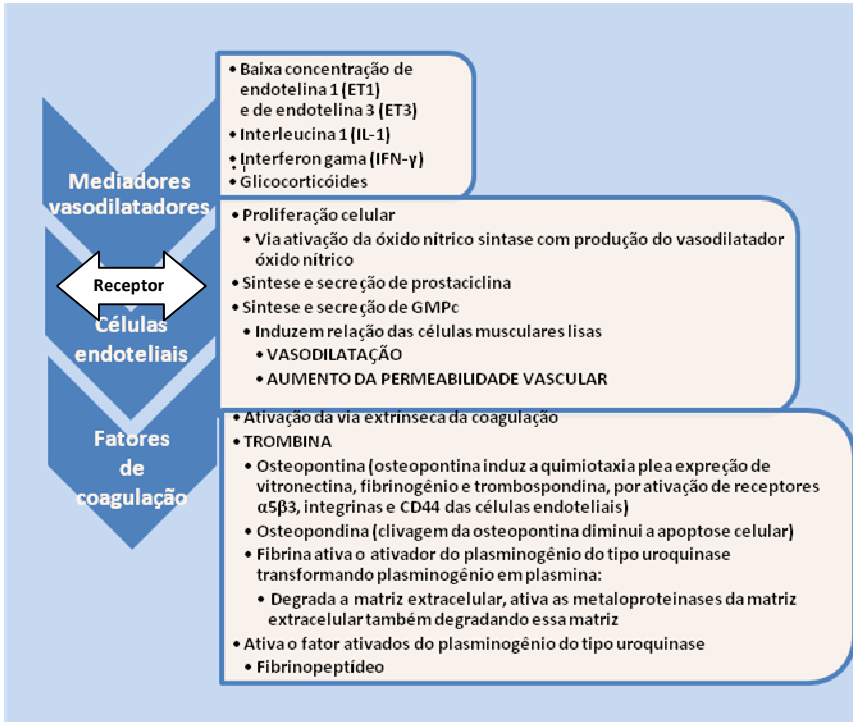 • Baixa concentração de
endotelina 1 (ET1)
e de endotelina 3 (ET3)
• Interleucina 1 (IL-1)
• Interferon gama (IFN-γ)
• Glicocorticóides
Mediadores
vasodilatadores
• Proliferação celular
• Via ativação da óxido nítrico sintase com produção do vasodilatador
óxido nítrico
• Sintese e secreção de prostaciclina
• Sintese e secreção de GMPc
• Induzem relação das células musculares lisas
• VASODILATAÇÃO
• AUMENTO DA PERMEABILIDADE VASCULAR
Receptor
Células
endoteliais
• Ativação da via extrínseca da coagulação
• TROMBINA
• Osteopontina (osteopontina induz a quimiotaxia plea expreção de
vitronectina, fibrinogênio e trombospondina, por ativação de receptores
α5β3, integrinas e CD44 das células endoteliais)
• Osteopondina (clivagem da osteopontina diminui a apoptose celular)
• Fibrina ativa o ativador do plasminogênio do tipo uroquinase
transformando plasminogênio em plasmina:
• Degrada a matriz extracelular, ativa as metaloproteinases da matriz
extracelular também degradando essa matriz
• Ativa o fator ativados do plasminogênio do tipo uroquinase
• Fibrinopeptídeo
Fatores
de
coagulação